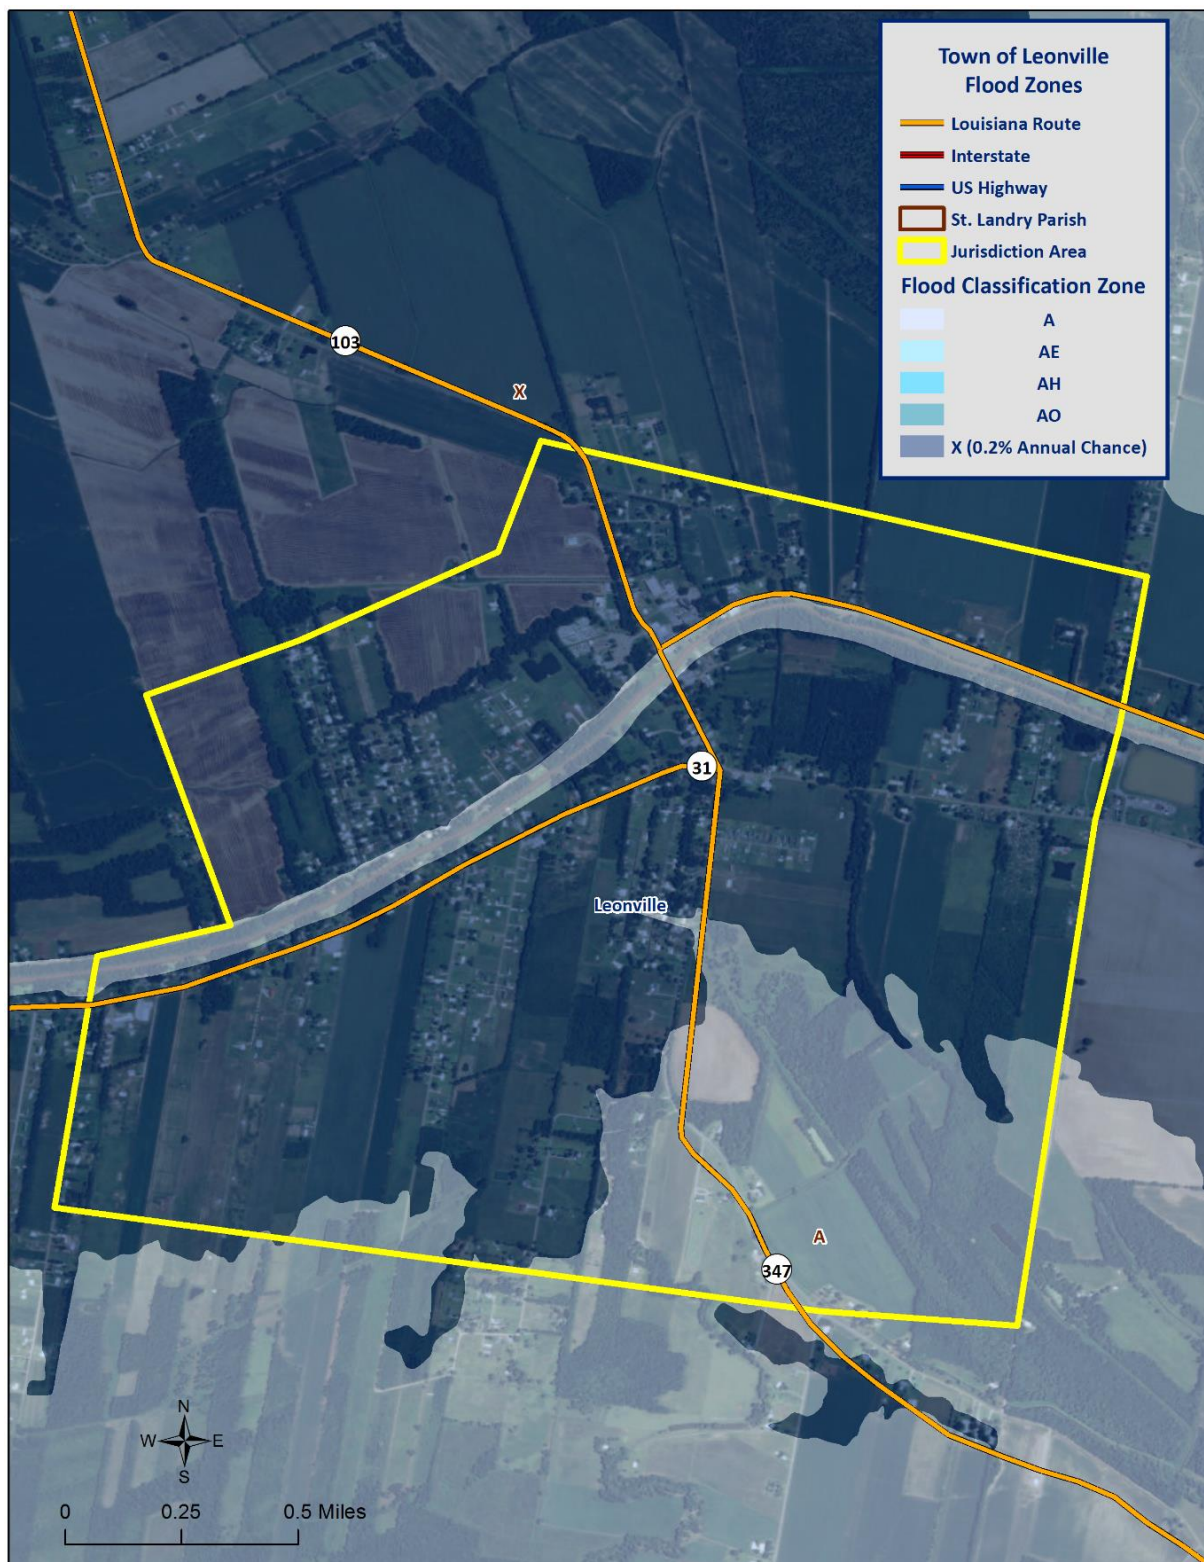 Town of Leonville
Flood Zones
Louisiana Route
Interstate
US Highway
St. Landry Parish
Jurisdiction Area
Flood Classification Zone
A
AE
AH
AO
X (0.2% Annual Chance)
103
X
31
Leonville
A
347
N
W E
S
0 0.25 0.5 Miles